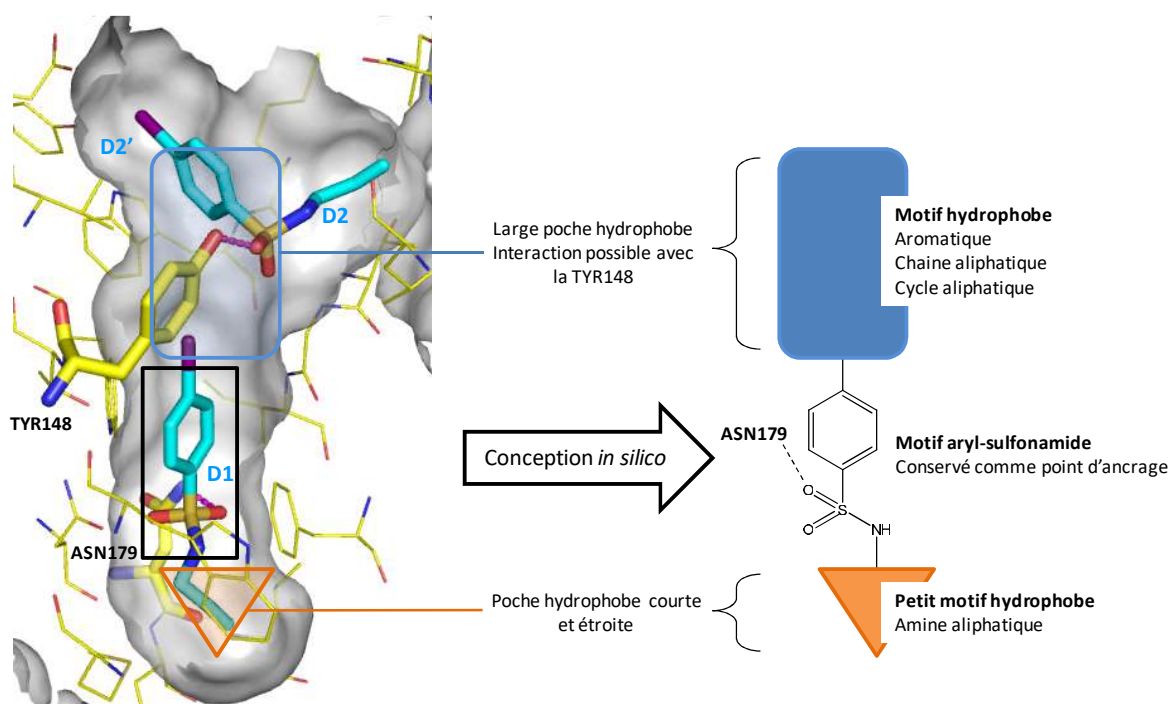 D2’
D2
TYR148
D1
ASN179
Large poche hydrophobe
Interaction possible avec
la TYR148
Conception in silico
Poche hydrophobe courte
et étroite
Motif hydrophobe
Aromatique
Chaine aliphatique
Cycle aliphatique
ASN179
Motif aryl-sulfonamide
Conservé comme point d’ancrage
O
S
O
NH
Petit motif hydrophobe
Amine aliphatique